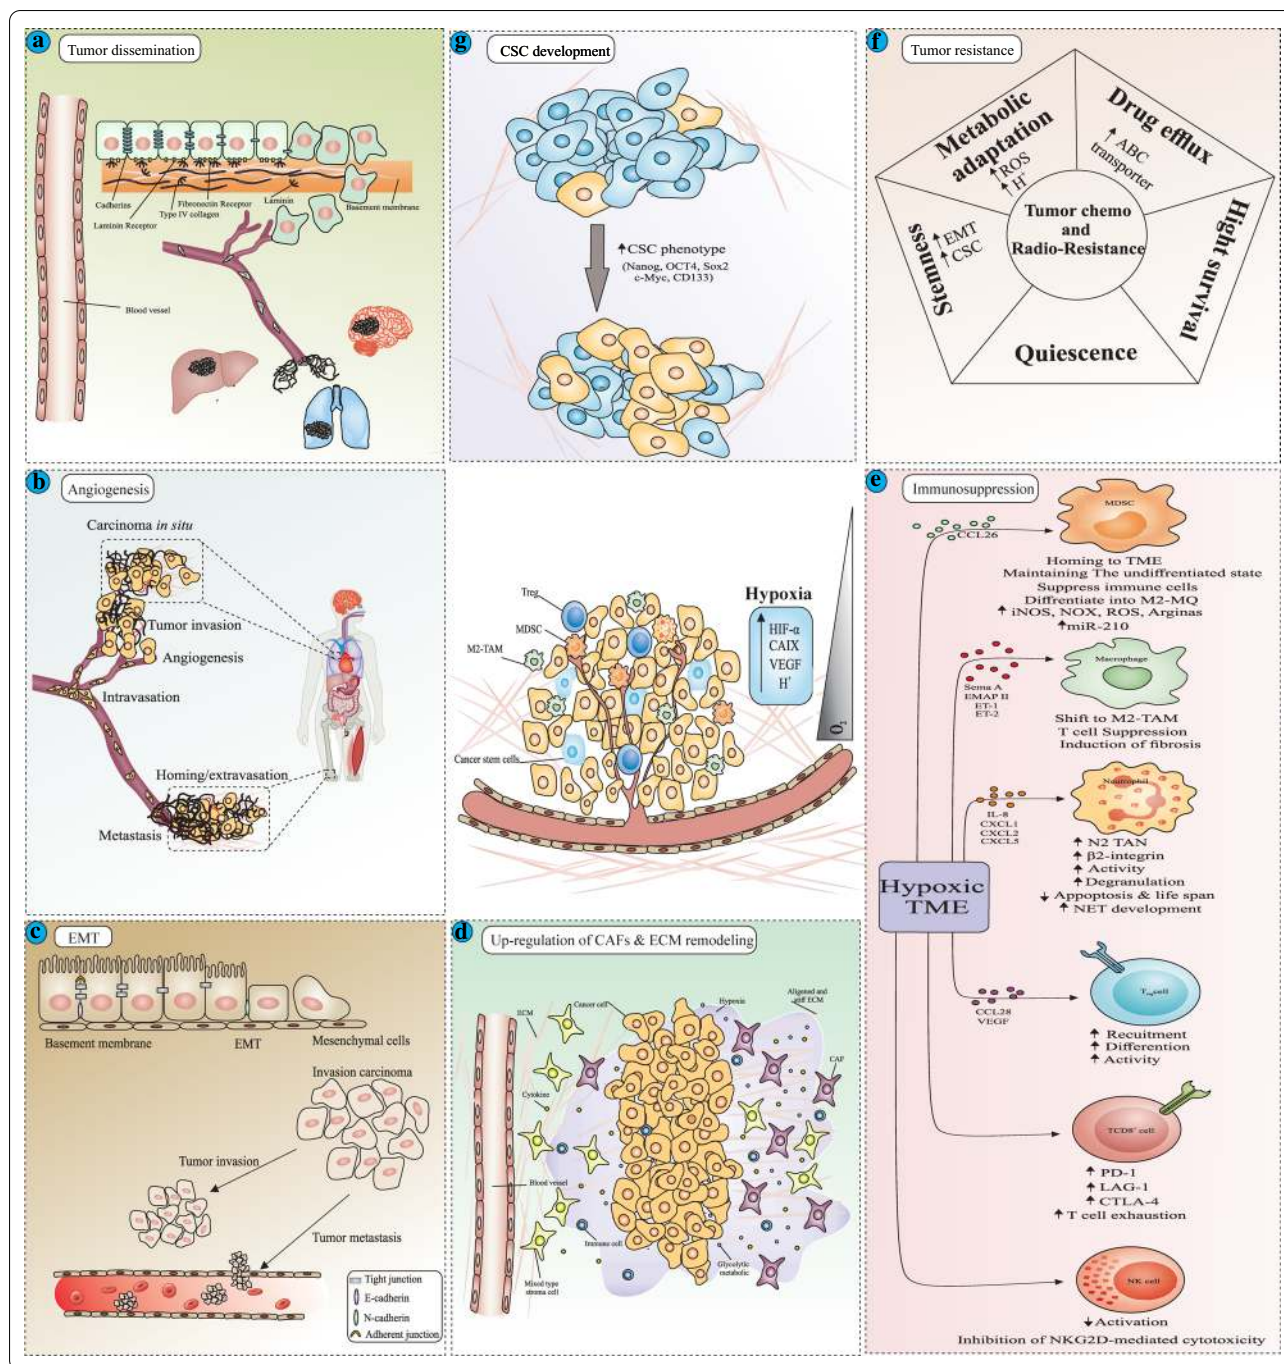 a
Tumor dissemination
Cadherins
Laminin Receptor
Type IV collagen
Fibronectin Receptor
Laminin
Basement membrane
Blood vessel
g
CSC development
CSC phenotype
(Nanog, OCT4, Sox2
c-Myc, CD133)
f
Tumor resistance
Metabolic
adaptation
ROS
H+
Drug efflux
ABC
transporter
Hight survival
Quiescence
Stemness
EMT
CSC
Tumor chemo
and
Radio-Resistance
b
Angiogenesis
Carcinoma in situ
Tumor invasion
Angiogenesis
Intravasation
Homing/extravasation
Metastasis
Treg
MDSC
M2-TAM
Cancer stem cells
Hypoxia
HIF-α
CAIX
VEGF
H+
O2
e
Immunosuppression
MDSC
CCL26
Homing to TME
Maintaining The undiffrentiated state
Suppress immune cells
Diffrentiate into M2-MQ
iNOS, NOX, ROS, Arginas
miR-210
Macrophage
Sema A
EMAP II
ET-1
ET-2
Shift to M2-TAM
T cell Suppression
Induction of fibrosis
Neutrophil
IL-8
CXCL1
CXCL2
CXCL5
N2 TAN
β2-integrin
Activity
Degranulation
Appoptosis & life span
NET development
Hypoxic
TME
Treg cell
CCL28
VEGF
Recruitment
Differention
Activity
TCD8+ cell
PD-1
LAG-1
CTLA-4
T cell exhaustion
NK cell
Activation
Inhibition of NKG2D-mediated cytotoxicity
c
EMT
Basement membrane
EMT
Mesenchymal cells
Invasion carcinoma
Tumor invasion
Tumor metastasis
Tight junction
E-cadherin
N-cadherin
Adherent junction
d
Up-regulation of CAFs & ECM remodeling
ECM
Cancer cell
Hypoxia
Aligened and
stiff ECM
CAF
Cytokine
Blood vessel
Immune cell
Mixed type
stroma cell
Glycolytic
metabolic